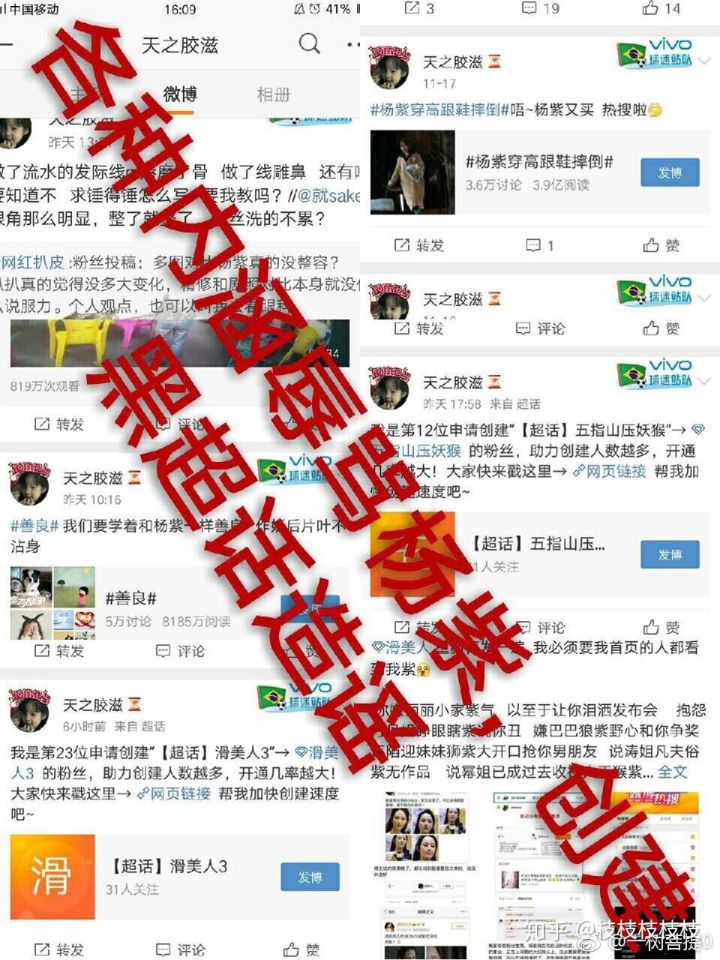 中国移动
16:09
41%
天之胶滋
微博
相册
昨天
做了流水的发际线
磨了骨 做了线雕鼻 还有
要知道不 求锤得锤怎么写
要我教吗？//@就sake
眼角那么明显，整了就整了
丝洗的不累？
网红扒皮:粉丝投稿：多图对比杨紫真的没整容？
扒扒真的觉得没多大变化，精修和
对比本身就没
么说服力。个人观点，也可以
819万次观看
转发
评论
vivo
球迷站队
天之胶滋
昨天 10:16
#善良# 我们要学着和杨紫一样善良
后片叶不
沾身
#善良#
5万讨论 8185万阅读
转发
评论
赞
vivo
球迷站队
天之胶滋
6小时前 来自 超话
我是第23位申请创建“【超话】滑美人3”→滑美
人3 的粉丝，助力创建人数越多，开通几率越大！
大家快来戳这里→网页链接 帮我加快创建速度
吧~
滑
【超话】滑美人3
31人关注
发博
转发
评论
赞
3
19
14
天之胶滋
11-17
vivo
球迷站队
#杨紫穿高跟鞋摔倒#唔~杨紫又买 热搜啦
#杨紫穿高跟鞋摔倒#
3.6万讨论 3.9亿阅读
发博
转发
1
赞
天之胶滋
vivo
球迷站队
转发
评论
赞
天之胶滋
昨天 17:58 来自 超话
vivo
球迷站队
我是第12位申请创建“【超话】五指山压妖猴”→
五指山压妖猴 的粉丝，助力创建人数越多，开通
几率越大！大家快来戳这里→网页链接 帮我加
快创建速度吧~
【超话】五指山压...
1人关注
发博
转发
评论
赞
滑美人
我必须要我首页的人都看
到我紫
丽小家紫气 以至于让你泪洒发布会 抱怨
眼瞎紫说你丑 嫌巴巴狼紫野心和你争奖
陷迎妹妹狮紫大开口抢你男朋友 说涛姐凡夫俗
紫无作品 说幂姐已成过去收
猴紫... 全文
各种内涵辱骂杨紫，创建
黑超话造谣
知乎 @枝枝枝枝枝
@一树菩提0